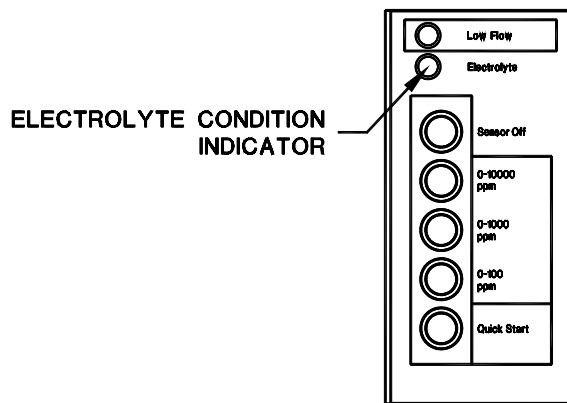 Low Flow
Electrolyte
ELECTROLYTE CONDITION
INDICATOR
Sensor Off
0-10000
ppm
0-1000
ppm
0-100
ppm
Quick Start